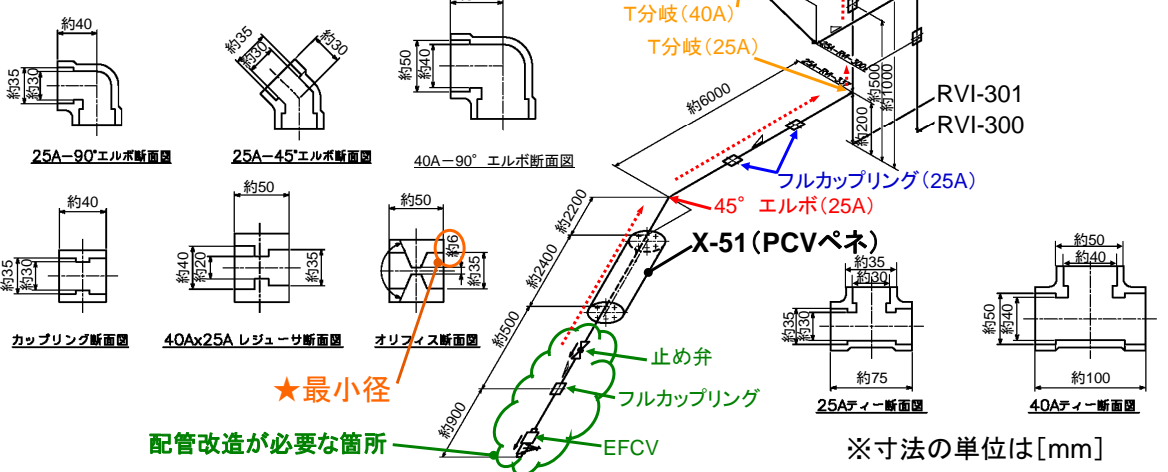 約40
約35
約30
25A-90°エルボ断面図
約35
約30
約30
25A-45°エルボ断面図
約50
約40
40A-90° エルボ断面図
T分岐(40A)
T分岐(25A)
約6000
約500
約1000
約200
RVI-301
RVI-300
フルカップリング(25A)
45° エルボ(25A)
X-51(PCVペネ)
約2200
約2400
約500
約900
約40
約35
約30
カップリング断面図
約50
約40
約20
約35
40Ax25A レジューサ断面図
約50
約6
約35
オリフィス断面図
★最小径
止め弁
フルカップリング
EFCV
配管改造が必要な箇所
約35
約30
約35
約30
約75
25Aティー断面図
約50
約40
約50
約40
約100
40Aティー断面図
※寸法の単位は[mm]